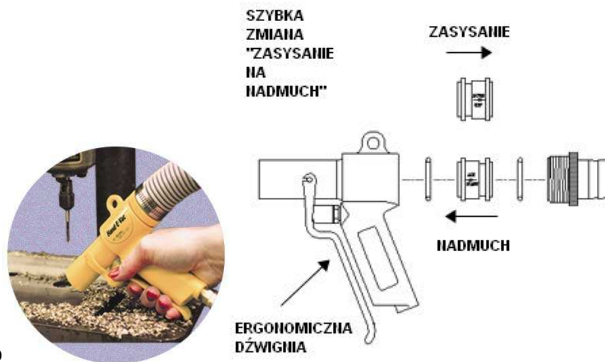 SZYBKA
ZMIANA
"ZASYSANIE
NA
NADMUCH"
ZASYSANIE
NADMUCH
ERGONOMICZNA
DŹWIGNIA